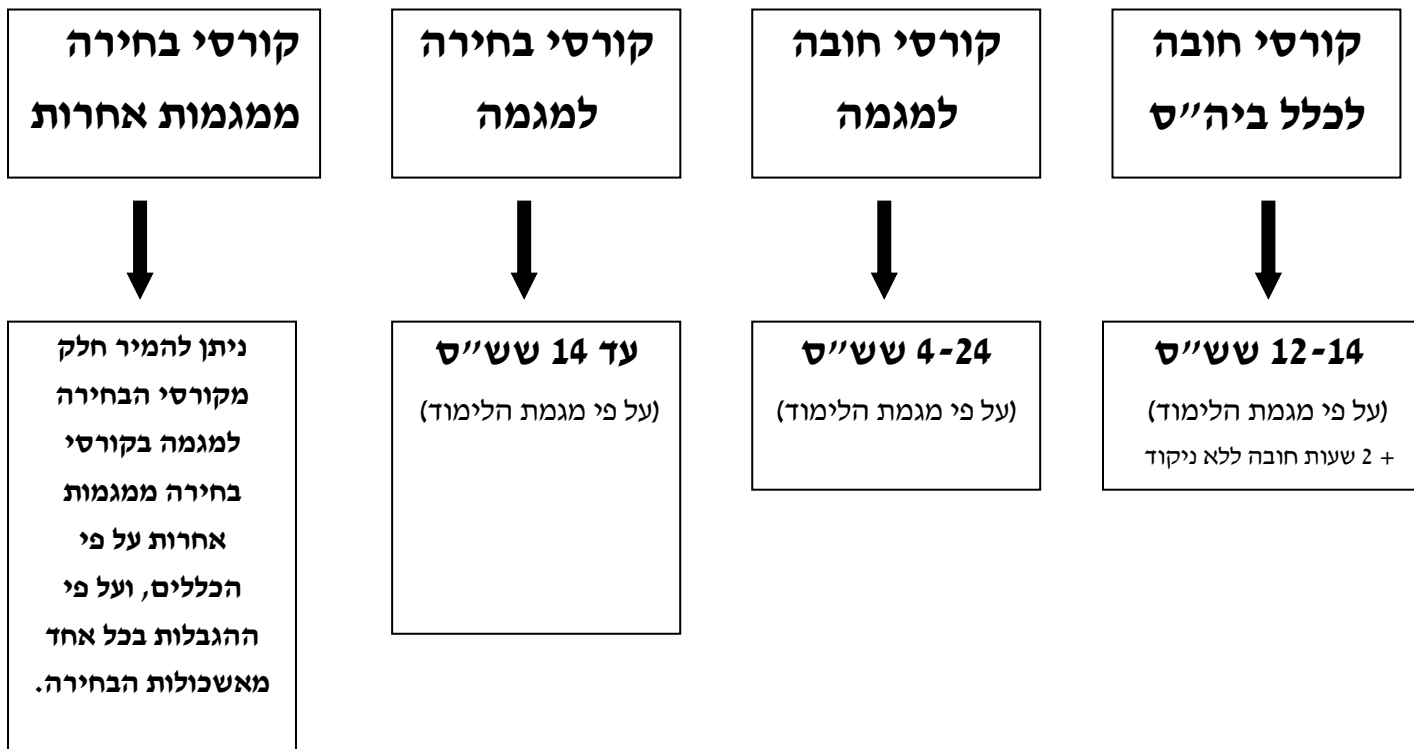 קורסי חובה
לכלל ביה״ס
קורסי חובה
למגמה
קורסי בחירה
למגמה
קורסי בחירה
ממגמות אחרות
12-14 שש״ס
(על פי מגמת הלימוד)
+ 2 שעות חובה ללא ניקוד
4-24 שש״ס
(על פי מגמת הלימוד)
עד 14 שש״ס
(על פי מגמת הלימוד)
ניתן להמיר חלק
מקורסי הבחירה
למגמה בקורסי
בחירה ממגמות
אחרות על פי
הכללים, ועל פי
ההגבלות בכל אחד
מאשכולות הבחירה.